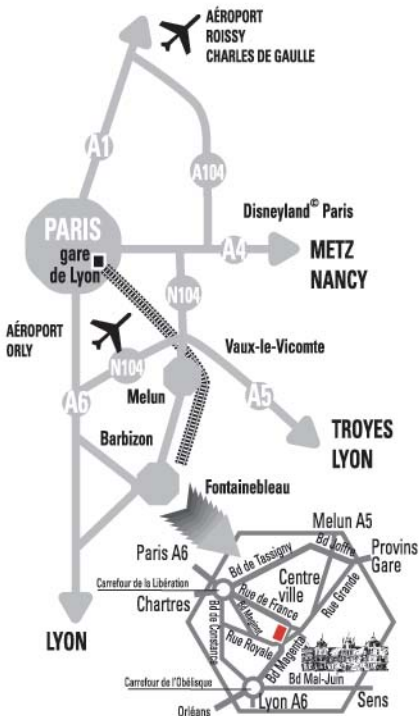 AÉROPORT
ROISSY
CHARLES DE GAULLE
A1
A104
Disneyland© Paris
PARIS
gare
de Lyon
A4
METZ
NANCY
N104
AÉROPORT
ORLY
N104
Vaux-le-Vicomte
A6
Melun
A5
Barbizon
TROYES
LYON
Fontainebleau
Melun A5
Paris A6
Bd de Tassigny
Bd Joffre
Provins
Gare
Carrefour de la Libération
Centre
ville
Chartres
Rue de France
Rue Grande
Bd de Constance
Bd Magenta
Rue Royale
LYON
Bd Mal-Juin
Carrefour de l'Obélisque
Lyon A6
Sens
Orléans